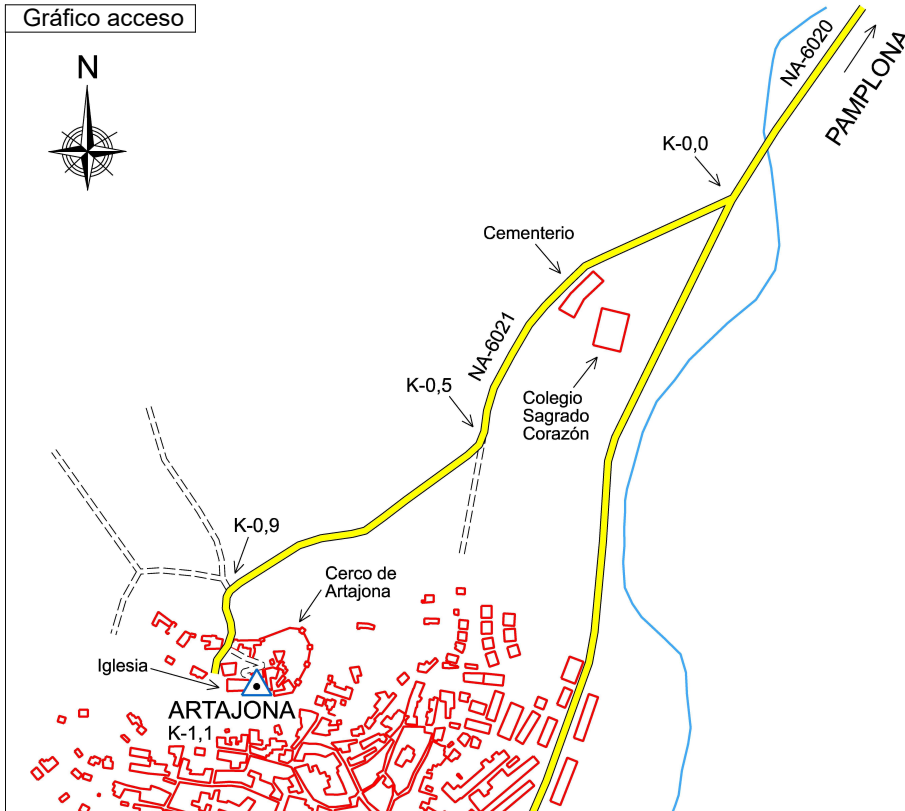 Gráfico acceso
N
NA-6020
PAMPLONA
K-0,0
Cementerio
NA-6021
K-0,5
Colegio
Sagrado
Corazón
K-0,9
Cerco de
Artajona
Iglesia
ARTAJONA
K-1,1